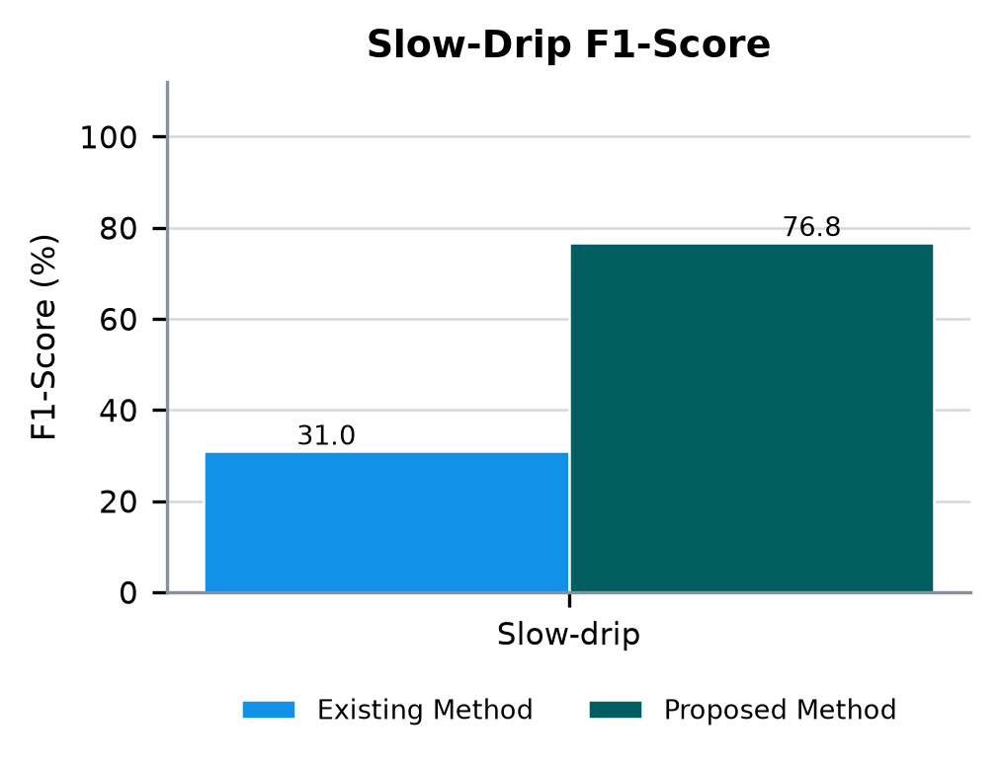 Slow-Drip F1-Score
F1-Score (%)
100
80
60
40
20
0
31.0
76.8
Slow-drip
Existing Method
Proposed Method